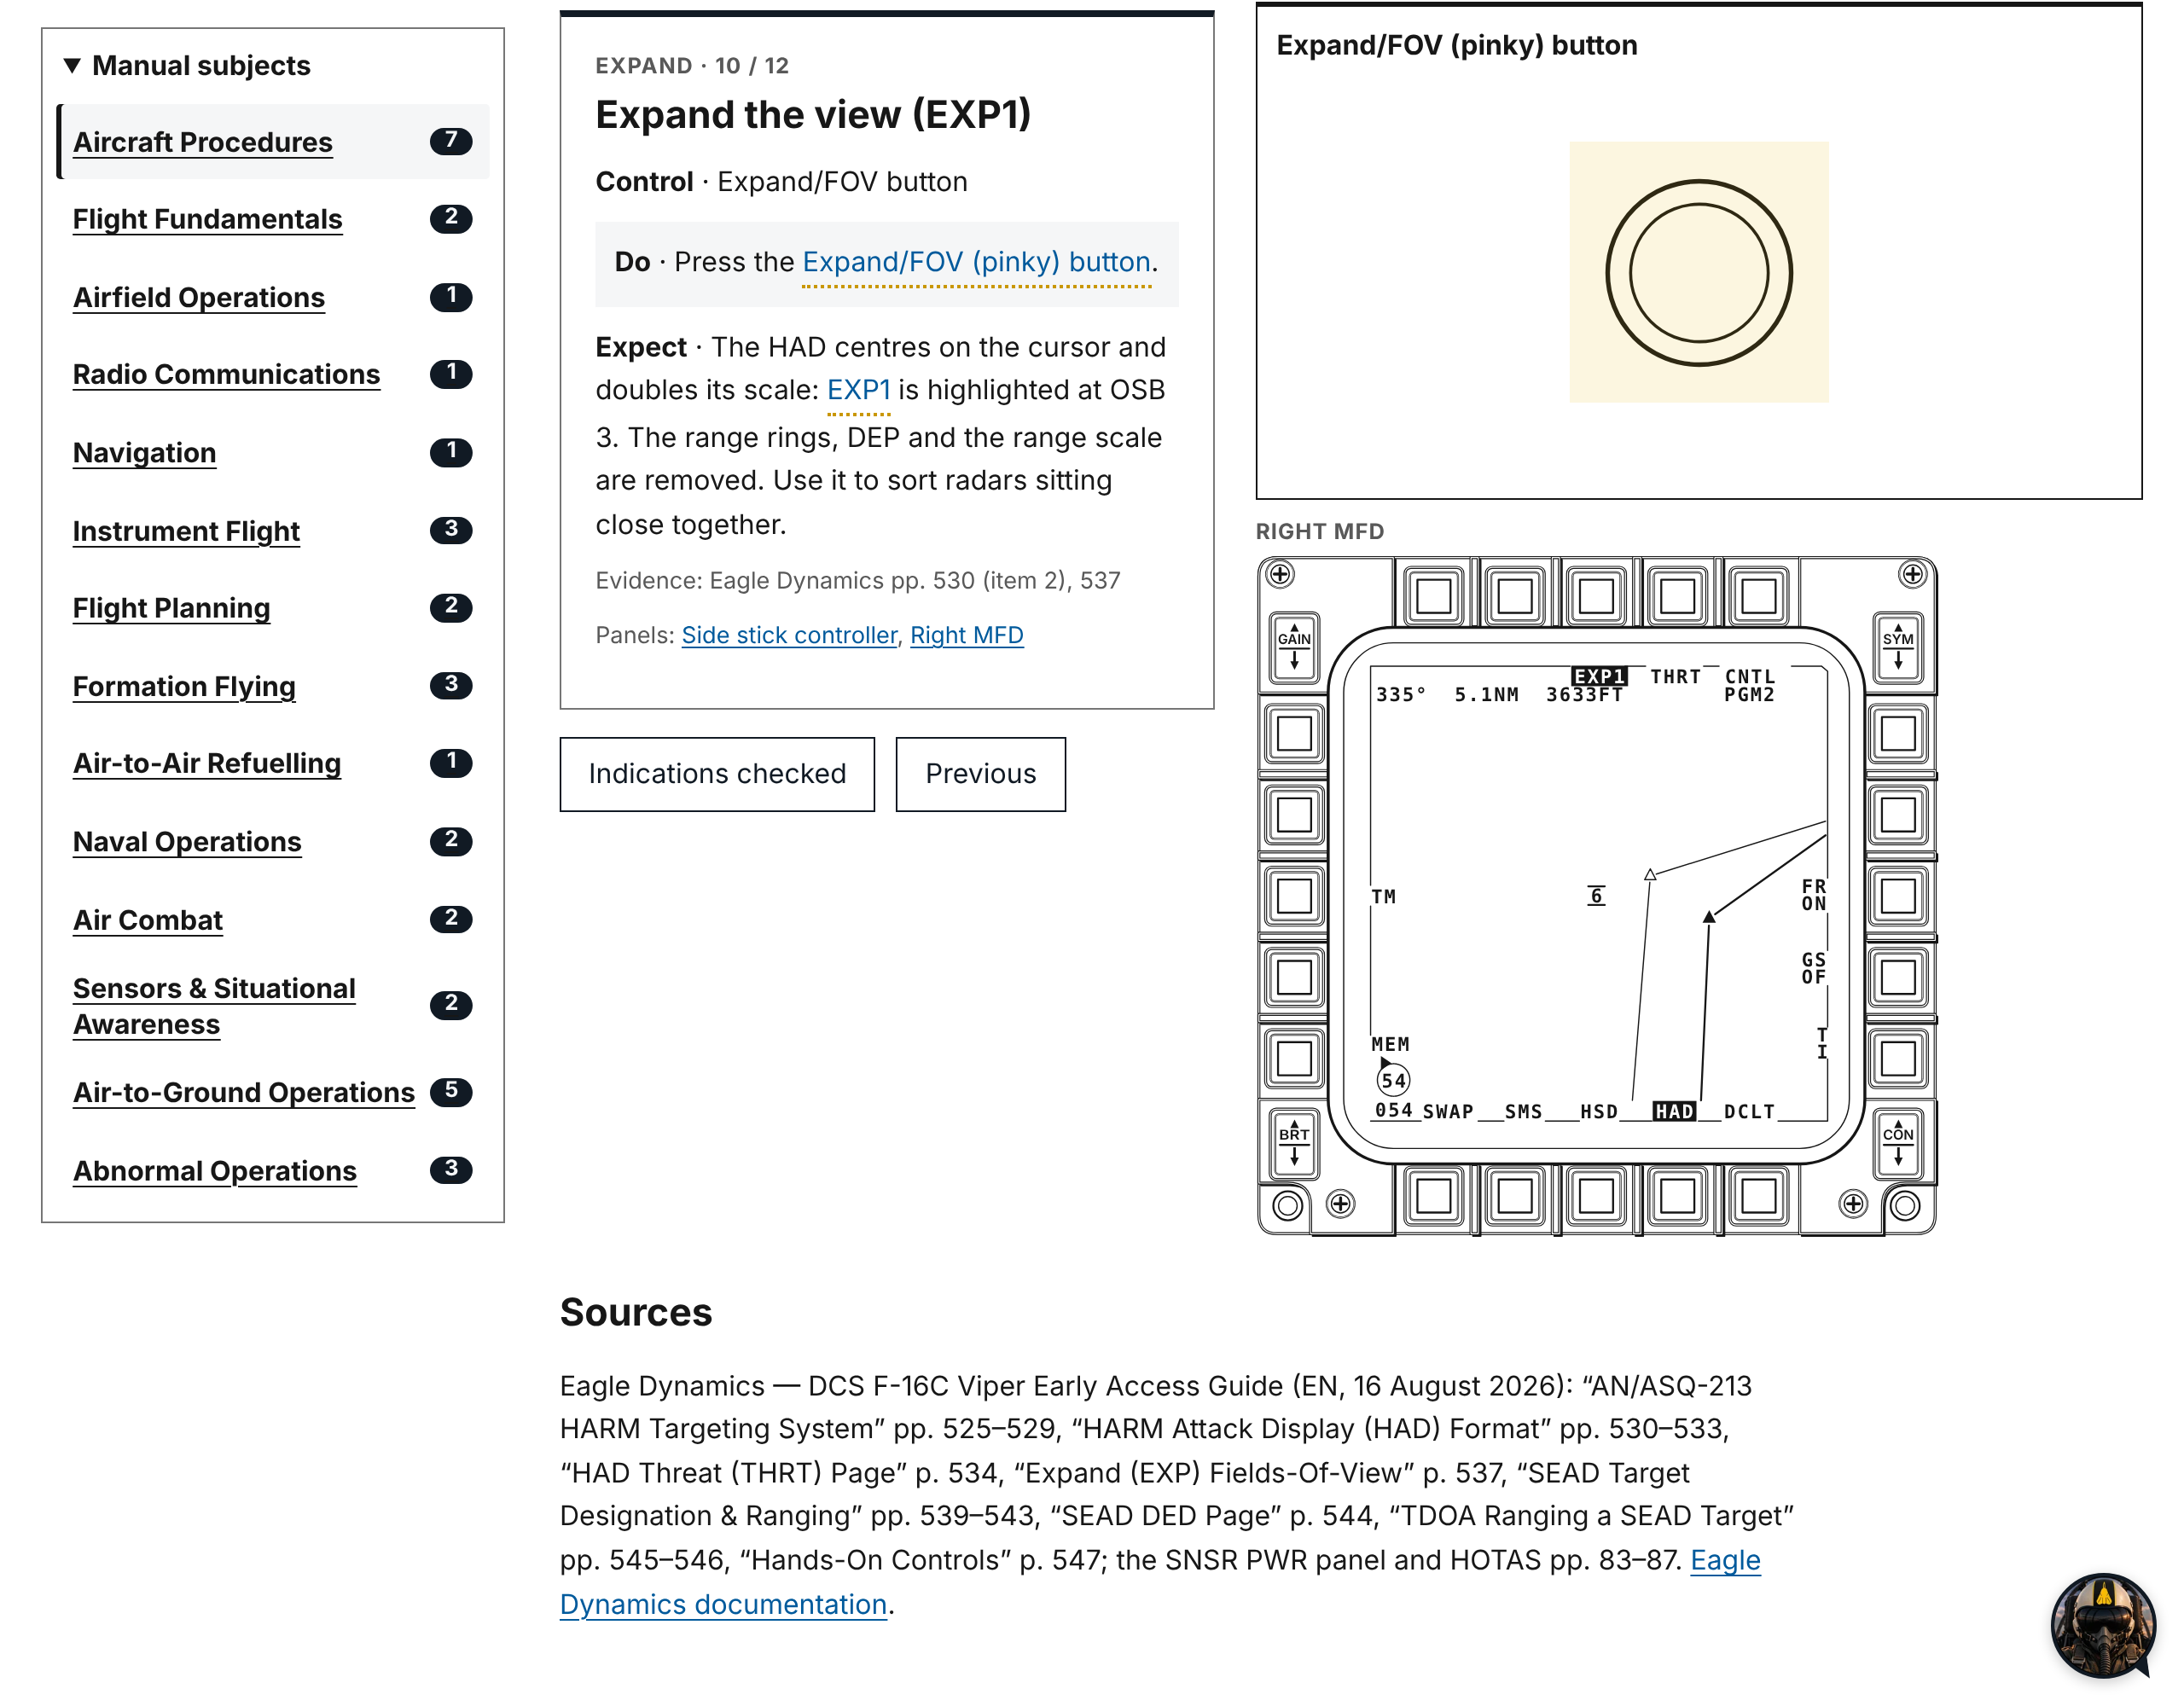 ▼ Manual subjects
Aircraft Procedures 7
Flight Fundamentals 2
Airfield Operations 1
Radio Communications 1
Navigation 1
Instrument Flight 3
Flight Planning 2
Formation Flying 3
Air-to-Air Refuelling 1
Naval Operations 2
Air Combat 2
Sensors & Situational
Awareness 2
Air-to-Ground Operations 5
Abnormal Operations 3
EXPAND · 10 / 12
Expand the view (EXP1)
Control · Expand/FOV button
Do · Press the Expand/FOV (pinky) button.
Expect · The HAD centres on the cursor and
doubles its scale: EXP1 is highlighted at OSB
3. The range rings, DEP and the range scale
are removed. Use it to sort radars sitting
close together.
Evidence: Eagle Dynamics pp. 530 (item 2), 537
Panels: Side stick controller, Right MFD
Indications checked
Previous
Expand/FOV (pinky) button
RIGHT MFD
GAIN
SYM
EXP1 THRT CNTL
335° 5.1NM 3633FT PGM2
TM
6
FR
ON
GS
OF
T
I
MEM
54
054 SWAP SMS HSD HAD DCLT
BRT
CON
Sources
Eagle Dynamics — DCS F-16C Viper Early Access Guide (EN, 16 August 2026): “AN/ASQ-213
HARM Targeting System” pp. 525–529, “HARM Attack Display (HAD) Format” pp. 530–533,
“HAD Threat (THRT) Page” p. 534, “Expand (EXP) Fields-Of-View” p. 537, “SEAD Target
Designation & Ranging” pp. 539–543, “SEAD DED Page” p. 544, “TDOA Ranging a SEAD Target”
pp. 545–546, “Hands-On Controls” p. 547; the SNSR PWR panel and HOTAS pp. 83–87. Eagle
Dynamics documentation.